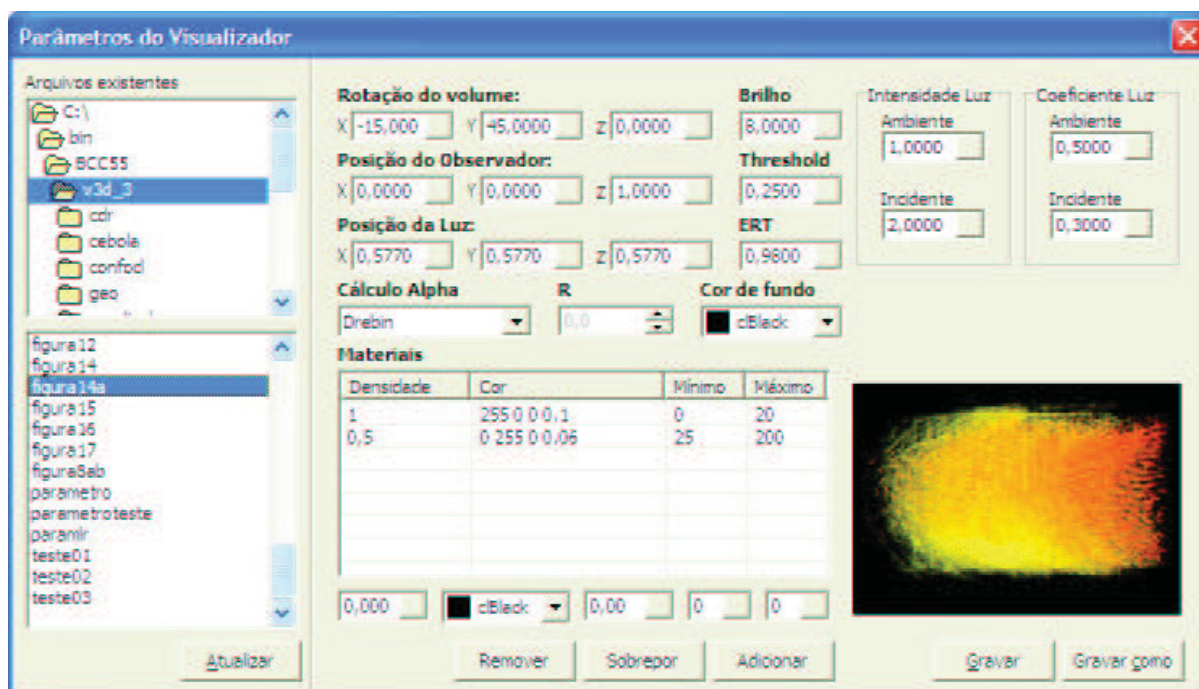 Parâmetros do Visualizador
Arquivos existentes
C:\
bin
BCC55
v3d_3
cdr
cebola
confocl
geo
figura12
figura14
figura14a
figura15
figura16
figura17
figura8ab
parametro
parametroteste
paramir
teste01
teste02
teste03
Atualizar
Rotação do volume:
X -15,000 Y 45,0000 Z 0,0000
Posição do Observador:
X 0,0000 Y 0,0000 Z 1,0000
Posição da Luz:
X 0,5770 Y 0,5770 Z 0,5770
Brilho
8,0000
Threshold
0,2500
ERT
0,9800
Intensidade Luz
Ambiente
1,0000
Incidente
2,0000
Coeficiente Luz
Ambiente
0,5000
Incidente
0,3000
Cálculo Alpha R Cor de fundo
Drebin 0,0 clBlack
Materiais
Densidade Cor Mínimo Máximo
1 255 0 0 0.1 0 20
0,5 0 255 0 0.06 25 200
0,000 clBlack 0,00 0 0
Remover Sobrepor Adicionar
Gravar Gravar como